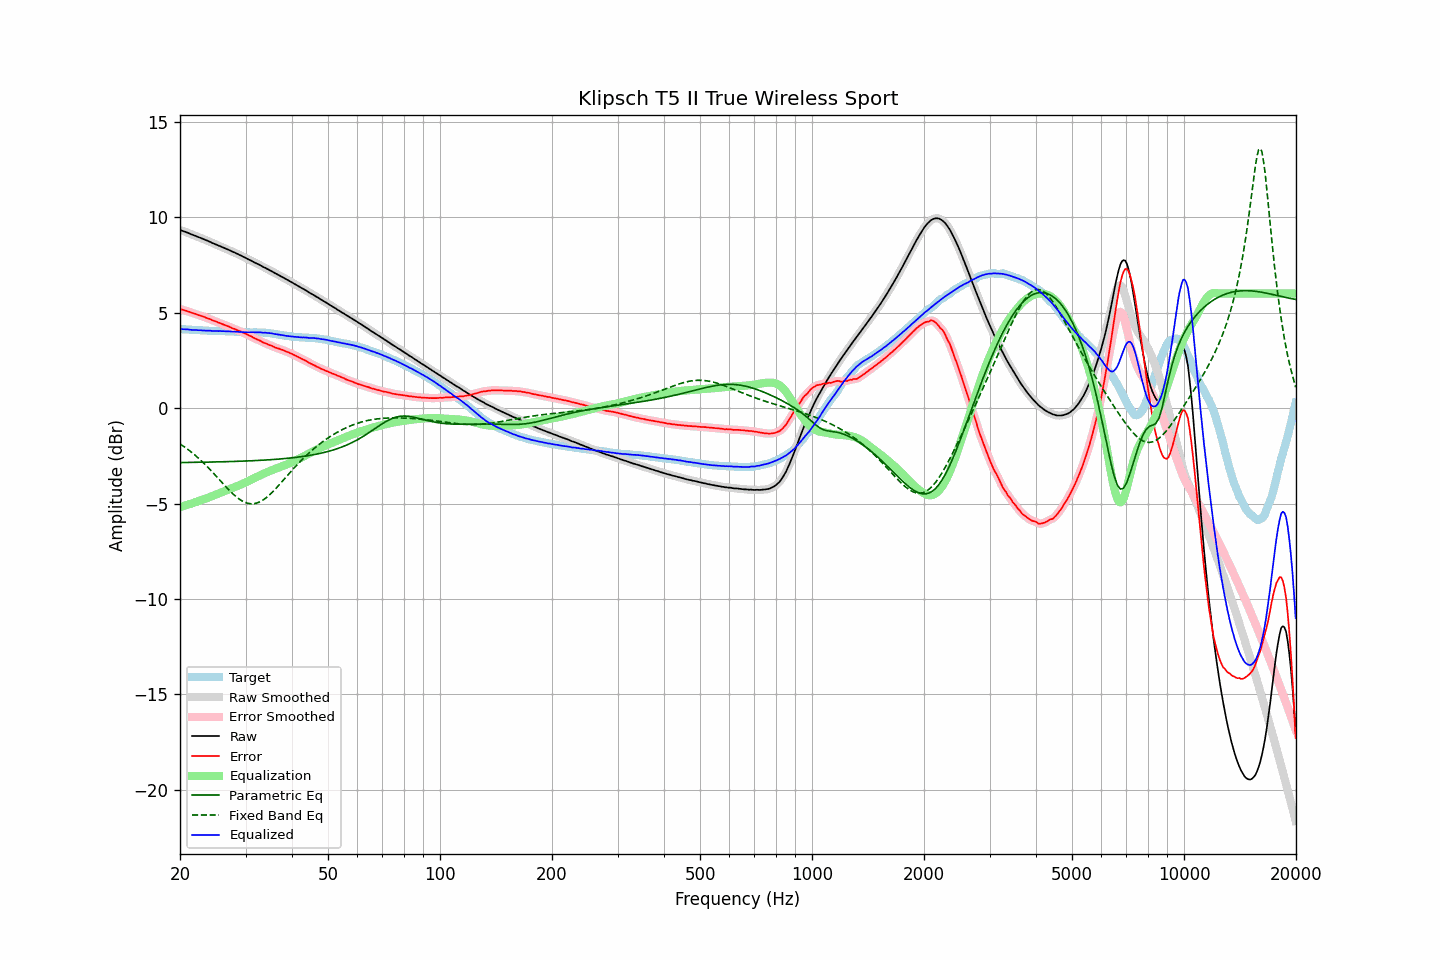 Klipsch T5 II True Wireless Sport
15
10
5
0
−5
−10
−15
−20
Amplitude (dBr)
Target
Raw Smoothed
Error Smoothed
Raw
Error
Equalization
Parametric Eq
Fixed Band Eq
Equalized
20 50 100 200 500 1000 2000 5000 10000 20000
Frequency (Hz)